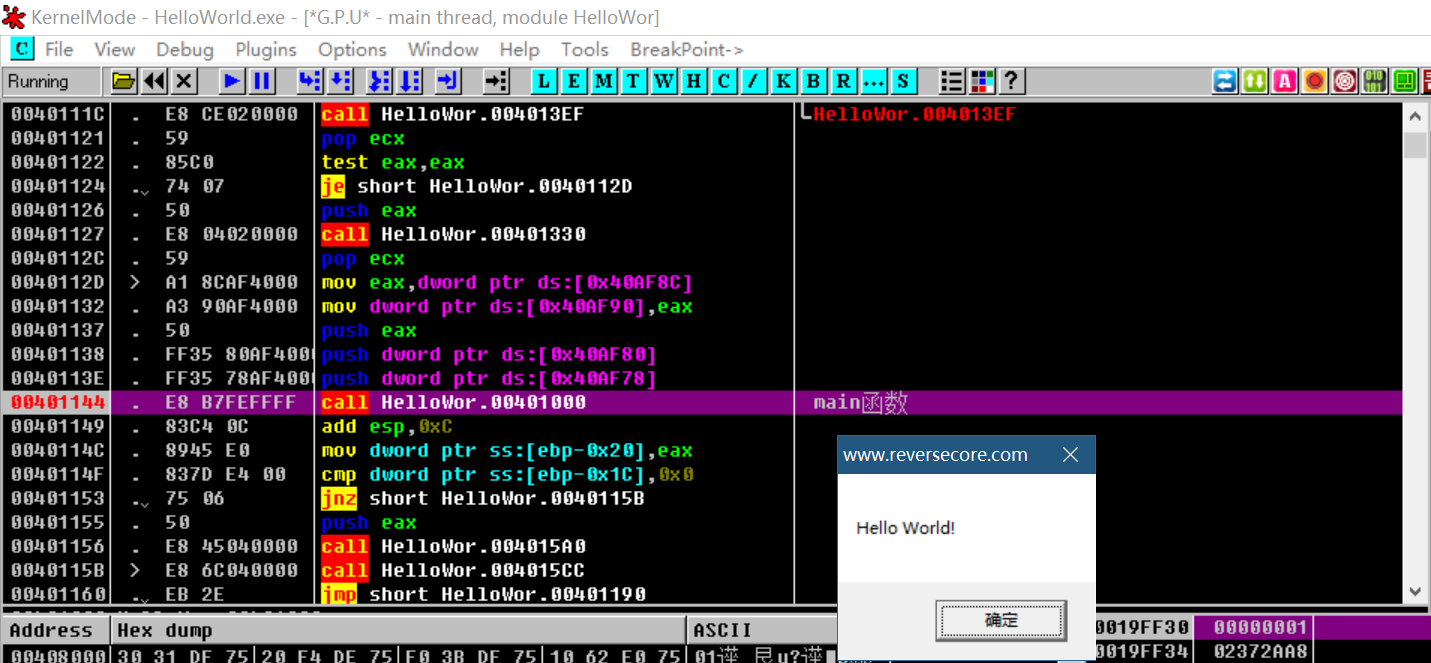 KernelMode - HelloWorld.exe - [*G.P.U* - main thread, module HelloWor]
C File View Debug Plugins Options Window Help Tools BreakPoint->
Running L E M T W H C / K B R ... S ?
0040111C . E8 CE020000 call HelloWor.004013EF HelloWor.004013EF
00401121 . 59 pop ecx
00401122 . 85C0 test eax,eax
00401124 . 74 07 je short HelloWor.0040112D
00401126 . 50 push eax
00401127 . E8 04020000 call HelloWor.00401330
0040112C . 59 pop ecx
0040112D > A1 8CAF4000 mov eax,dword ptr ds:[0x40AF8C]
00401132 . A3 90AF4000 mov dword ptr ds:[0x40AF90],eax
00401137 . 50 push eax
00401138 . FF35 80AF400 push dword ptr ds:[0x40AF80]
0040113E . FF35 78AF400 push dword ptr ds:[0x40AF78]
00401144 . E8 B7FEFFFF call HelloWor.00401000 main函数
00401149 . 83C4 0C add esp,0xC
0040114C . 8945 E0 mov dword ptr ss:[ebp-0x20],eax
0040114F . 837D E4 00 cmp dword ptr ss:[ebp-0x1C],0x0
00401153 . 75 06 jnz short HelloWor.0040115B
00401155 . 50 push eax
00401156 . E8 45040000 call HelloWor.004015A0
0040115B > E8 6C040000 call HelloWor.004015CC
00401160 . EB 2E jmp short HelloWor.00401190
www.reversecore.com
Hello World!
确定
Address Hex dump ASCII
0019FF30 00000001
00408000 30 31 DE 75 20 F4 DE 75 F0 3B DF 75 10 62 E0 75
0019FF34 02372AA8